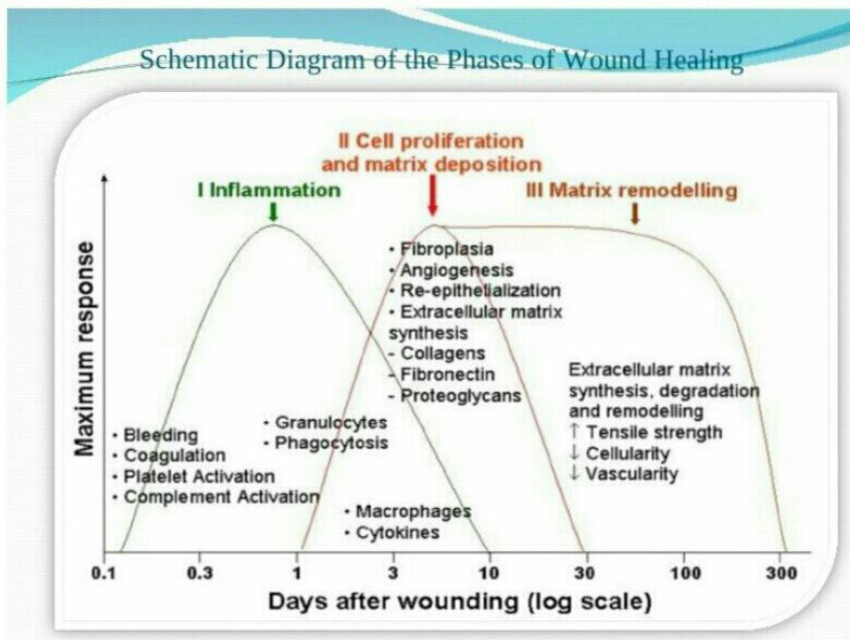 Schematic Diagram of the Phases of Wound Healing
II Cell proliferation
and matrix deposition
I Inflammation
III Matrix remodelling
Maximum response
• Fibroplasia
• Angiogenesis
• Re-epithelialization
• Extracellular matrix
synthesis
- Collagens
- Fibronectin
- Proteoglycans
Extracellular matrix
synthesis, degradation
and remodelling
↑ Tensile strength
↓ Cellularity
↓ Vascularity
• Bleeding
• Coagulation
• Platelet Activation
• Complement Activation
• Granulocytes
• Phagocytosis
• Macrophages
• Cytokines
0.1 0.3 1 3 10 30 100 300
Days after wounding (log scale)